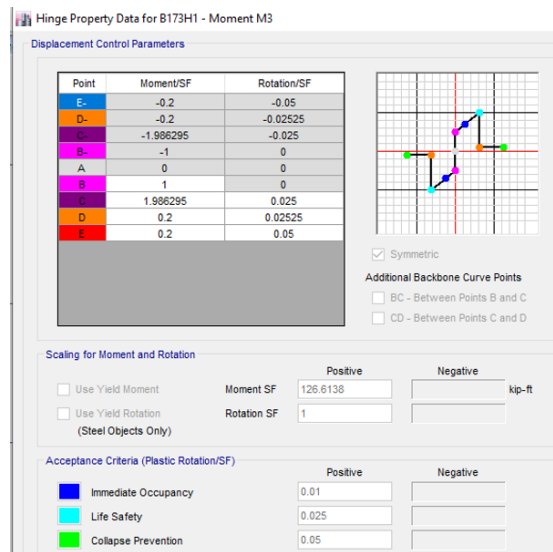 Hinge Property Data for B173H1 - Moment M3
Displacement Control Parameters
Point Moment/SF Rotation/SF
E- -0.2 -0.05
D- -0.2 -0.02525
C- -1.986295 -0.025
B- -1 0
A 0 0
B 1 0
C 1.986295 0.025
D 0.2 0.02525
E 0.2 0.05
Symmetric
Additional Backbone Curve Points
BC - Between Points B and C
CD - Between Points C and D
Scaling for Moment and Rotation
Positive Negative
Use Yield Moment Moment SF 126.6138 kip-ft
Use Yield Rotation Rotation SF 1
(Steel Objects Only)
Acceptance Criteria (Plastic Rotation/SF)
Positive Negative
Immediate Occupancy 0.01
Life Safety 0.025
Collapse Prevention 0.05